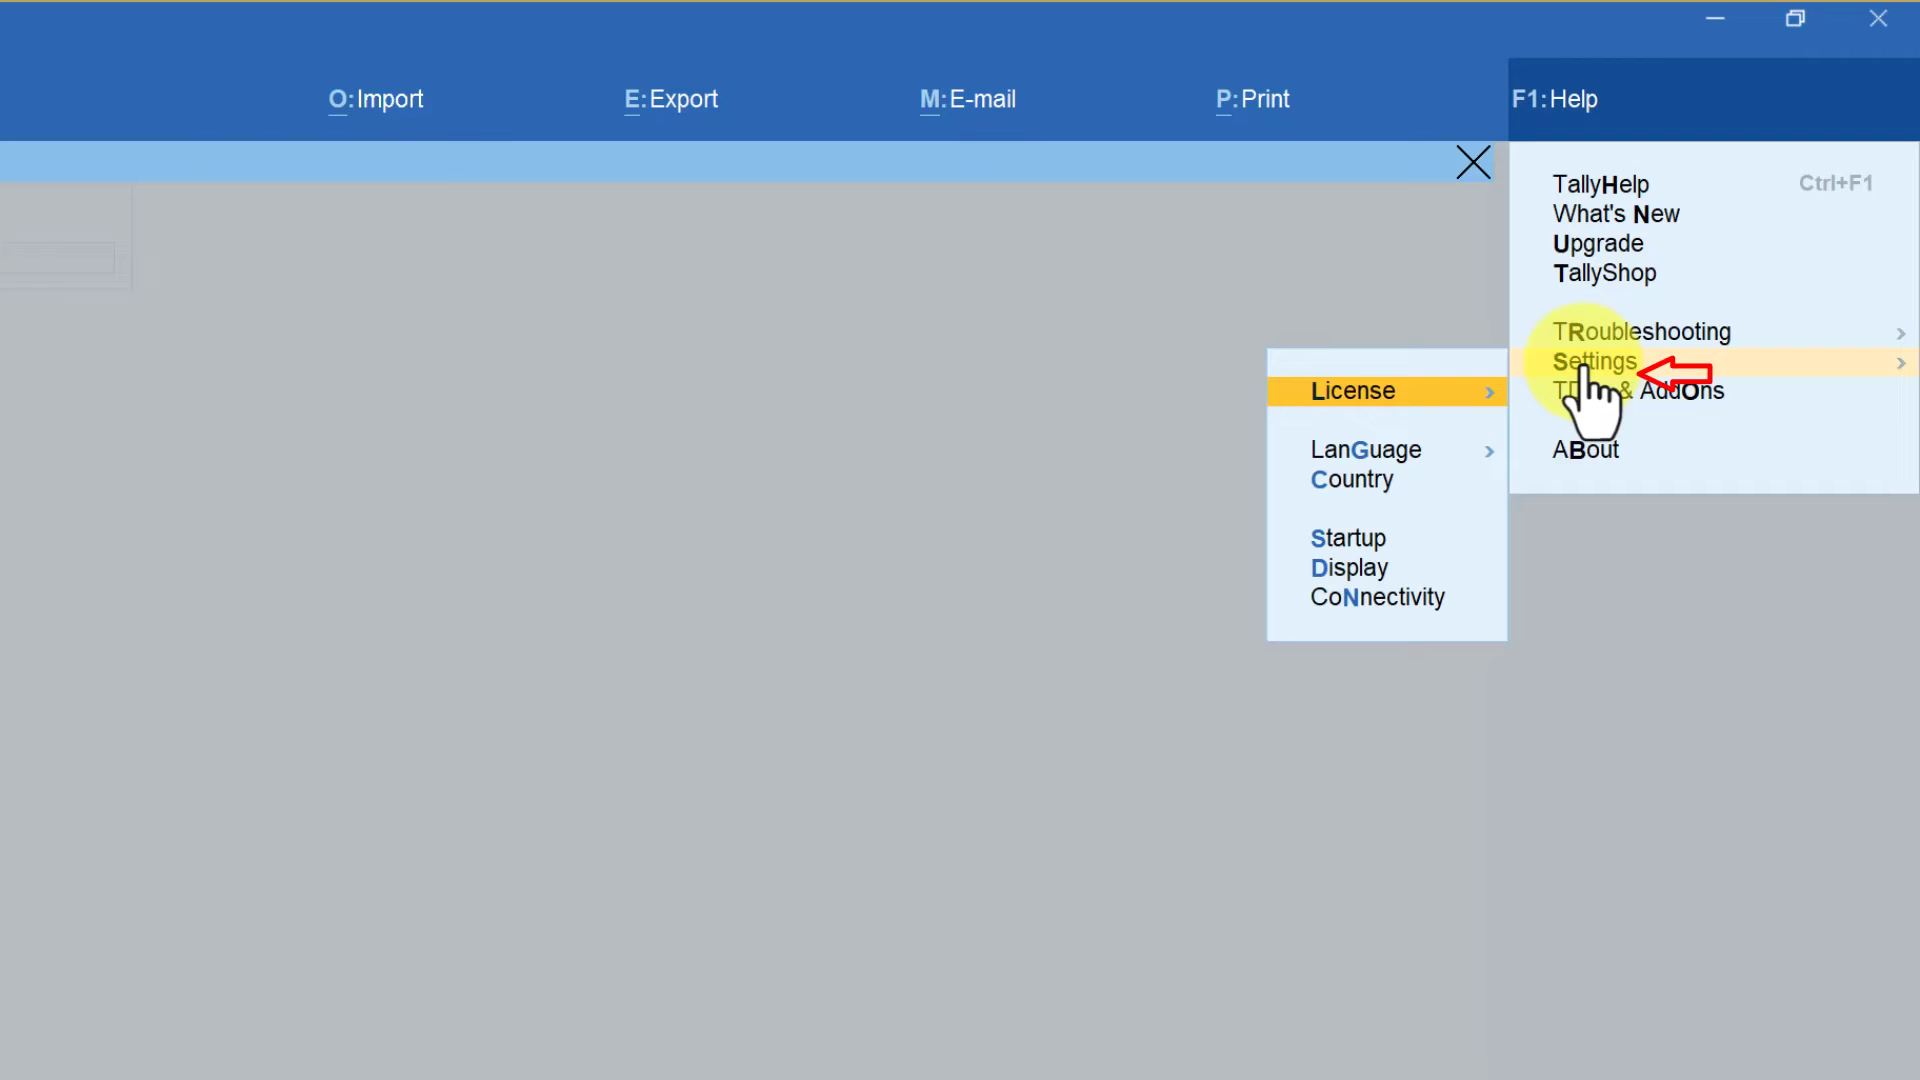 O:Import E:Export M:E-mail P:Print F1:Help
TallyHelp Ctrl+F1
What's New
Upgrade
TallyShop
TRoubleshooting
Settings
& AddOns
ABout
License
LanGuage
Country
Startup
Display
CoNnectivity